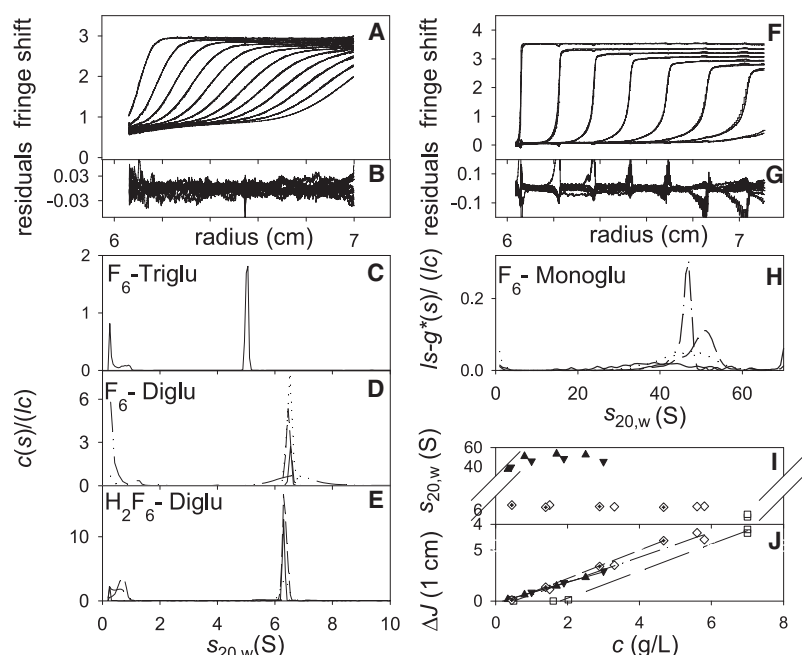 A
3
2
1
0
residuals fringe shift
B
0.03
-0.03
6
7
radius (cm)
C
F6-Triglu
2
1
0
D
F6- Diglu
6
4
2
0
c(s)/(lc)
E
H2F6- Diglu
10
0
0 2 4 6 8 10
s20,w(S)
F
4
3
2
1
0
residuals fringe shift
G
0.1
-0.1
6
7
radius (cm)
H
F6- Monoglu
0.2
0.0
ls-g*(s)/ (lc)
0 20 40 60
s20,w (S)
I
60
50
40
6
4
s20,w (S)
J
5
0
ΔJ (1 cm)
0 2 4 6 8
c (g/L)